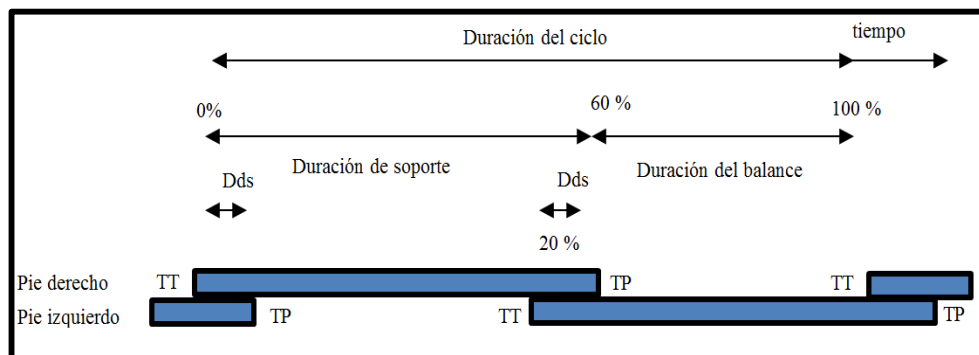 Duración del ciclo
tiempo
0%
60 %
100 %
Duración de soporte
Duración del balance
Dds
Dds
20 %
Pie derecho
TT
TP
TT
Pie izquierdo
TP
TT
TP